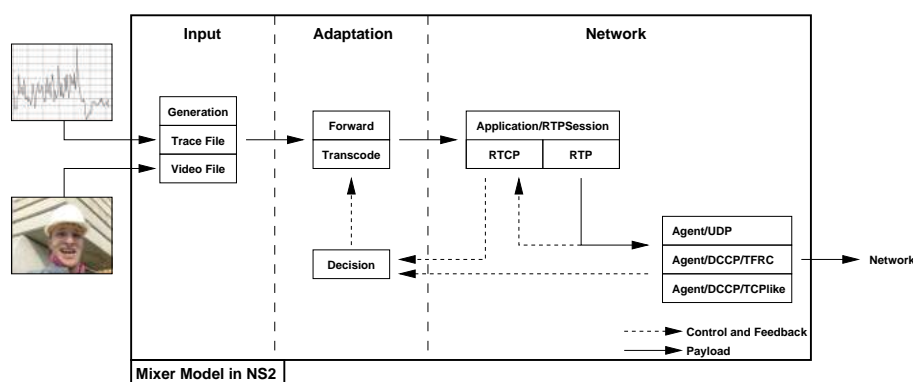 Input
Adaptation
Network
Generation
Trace File
Video File
Forward
Transcode
Decision
Application/RTPSession
RTCP
RTP
Agent/UDP
Agent/DCCP/TFRC
Agent/DCCP/TCPlike
Network
Control and Feedback
Payload
Mixer Model in NS2